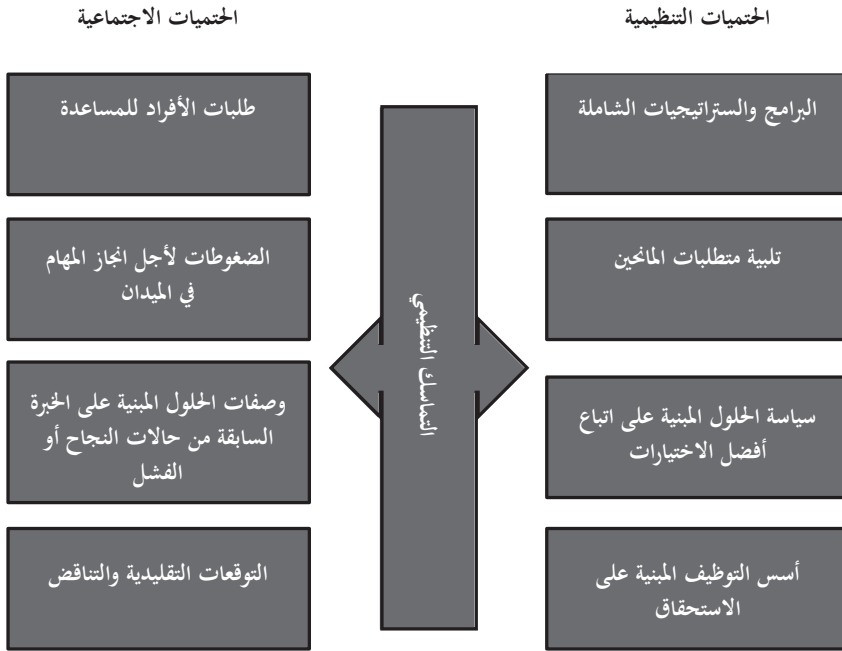 الحتميات التنظيمية
البرامج والستراتيجيات الشاملة
تلبية متطلبات المانحين
سياسة الحلول المبنية على اتباع
أفضل الاختيارات
أسس التوظيف المبنية على
الاستحقاق
التماسك التنظيمي
الحتميات الاجتماعية
طلبات الأفراد للمساعدة
الضغوطات لأجل انجاز المهام
في الميدان
وصفات الحلول المبنية على الخبرة
السابقة من حالات النجاح أو
الفشل
التوقعات التقليدية والتناقض